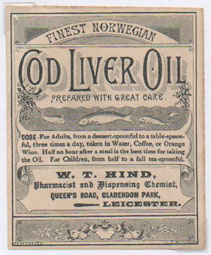 FINEST NORWEGIAN
COD LIVER OIL
PREPARED WITH GREAT CARE.
DOSE.-For Adults, from a dessert-spoonful to a table-spoon-
ful, three times a day, taken in Water, Coffee, or Orange
Wine. Half an hour after a meal is the best time for taking
the Oil. For Children, from half to a full tea-spoonful.
W. T. HIND,
Pharmacist and Dispensing Chemist,
QUEEN'S ROAD, CLARENDON PARK,
LEICESTER.